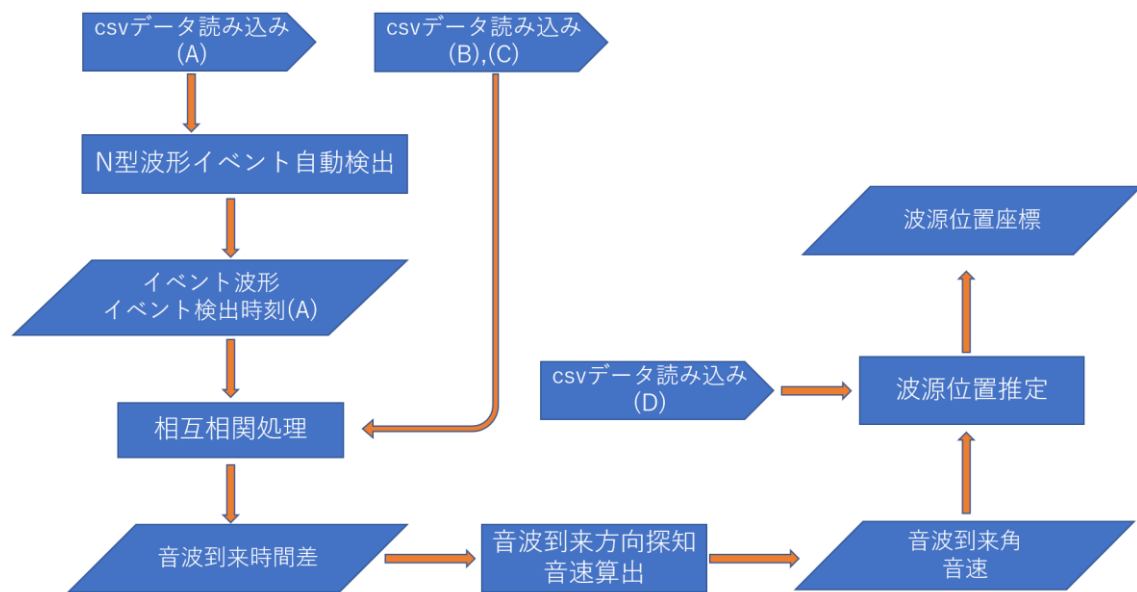 csvデータ読み込み
(A)
csvデータ読み込み
(B),(C)
N型波形イベント自動検出
イベント波形
イベント検出時刻(A)
相互相関処理
音波到来時間差
音波到来方向探知
音速算出
音波到来角
音速
csvデータ読み込み
(D)
波源位置推定
波源位置座標